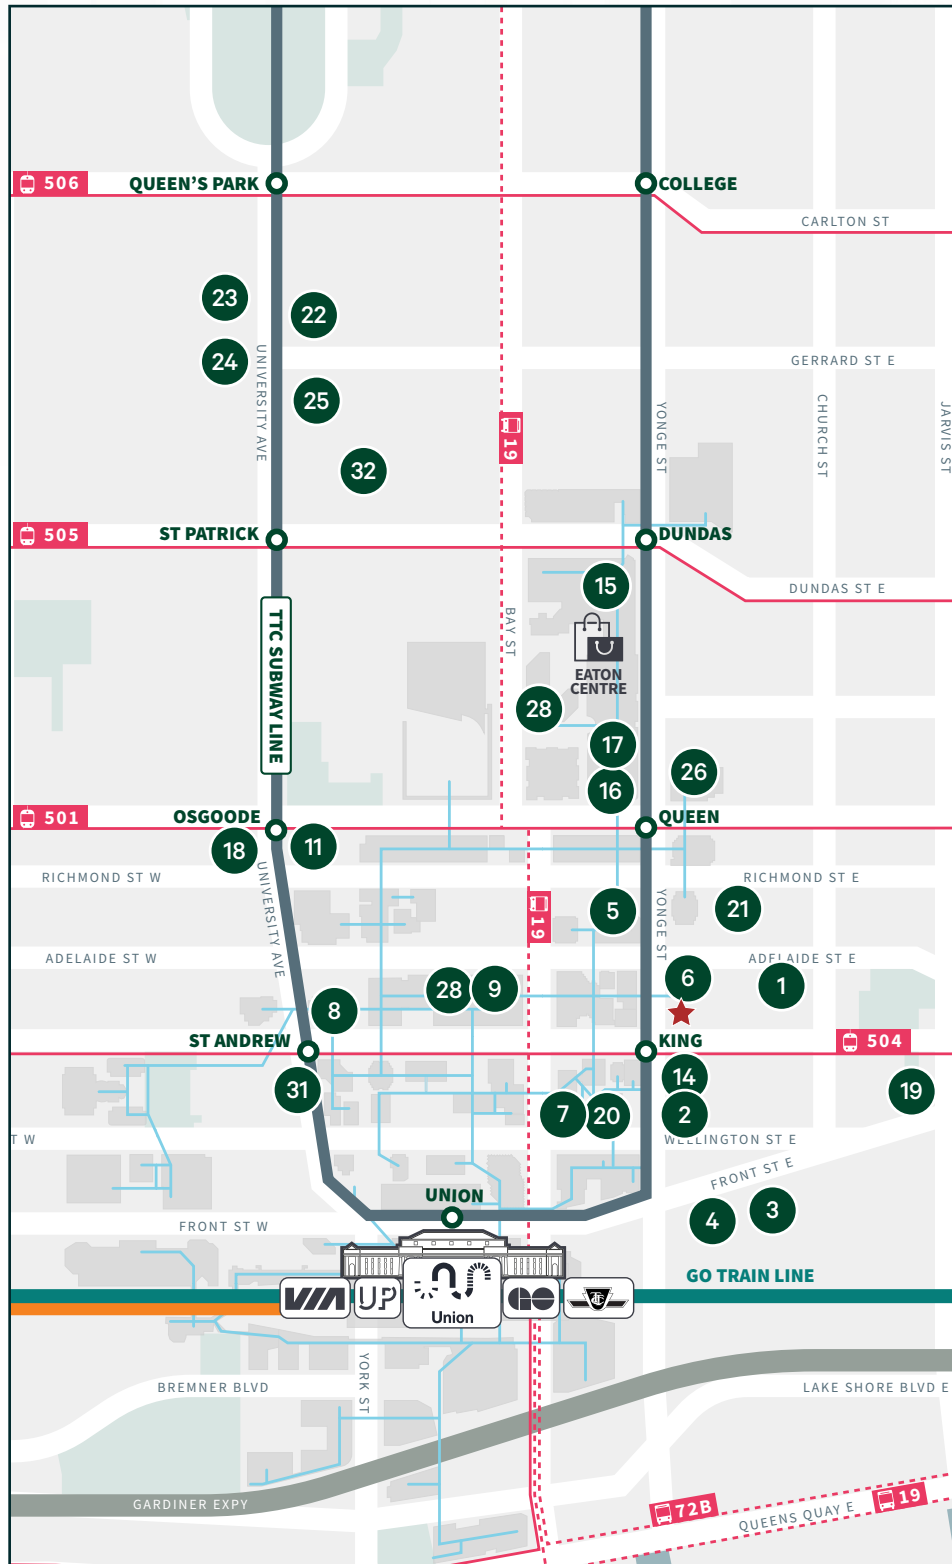 506
QUEEN'S PARK
COLLEGE
CARLTON ST
23
22
24
UNIVERSITY AVE
GERRARD ST E
25
YONGE ST
CHURCH ST
JARVIS ST
19
32
505
ST PATRICK
DUNDAS
15
DUNDAS ST E
TTC SUBWAY LINE
BAY ST
EATON
CENTRE
28
17
26
16
501
OSGOODE
QUEEN
18
11
RICHMOND ST W
UNIVERSITY AVE
RICHMOND ST E
5
19
YONGE ST
21
ADELAIDE ST W
ADELAIDE ST E
28
9
6
1
8
ST ANDREW
KING
504
31
14
19
7
20
2
T W
WELLINGTON ST E
FRONT ST E
UNION
4
3
FRONT ST W
GO TRAIN LINE
VIA
UP
Union
GO
TTC
YORK ST
BREMNER BLVD
LAKE SHORE BLVD E
GARDINER EXPY
72B
QUEENS QUAY E
19